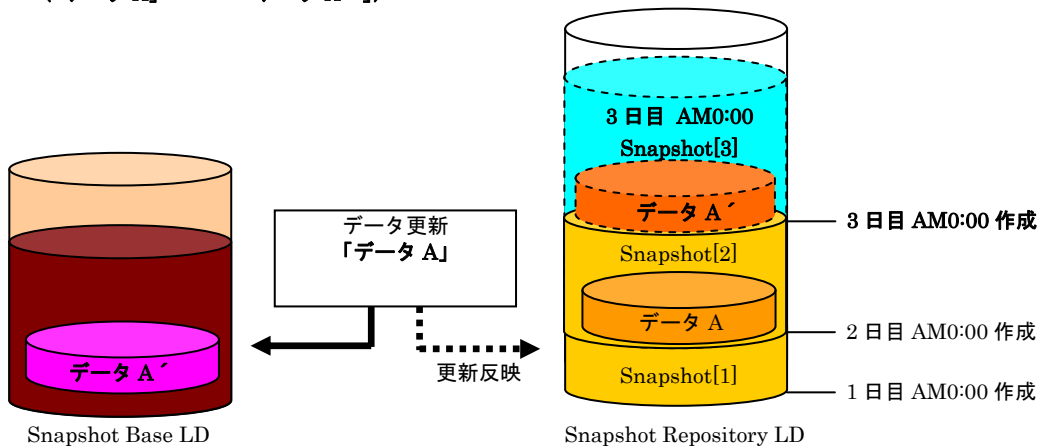 3 日目 AM0:00
Snapshot[3]
データ A´
データ更新
「データ A」
3 日目 AM0:00 作成
Snapshot[2]
データ A
2 日目 AM0:00 作成
データ A´
更新反映
Snapshot[1]
1 日目 AM0:00 作成
Snapshot Base LD
Snapshot Repository LD